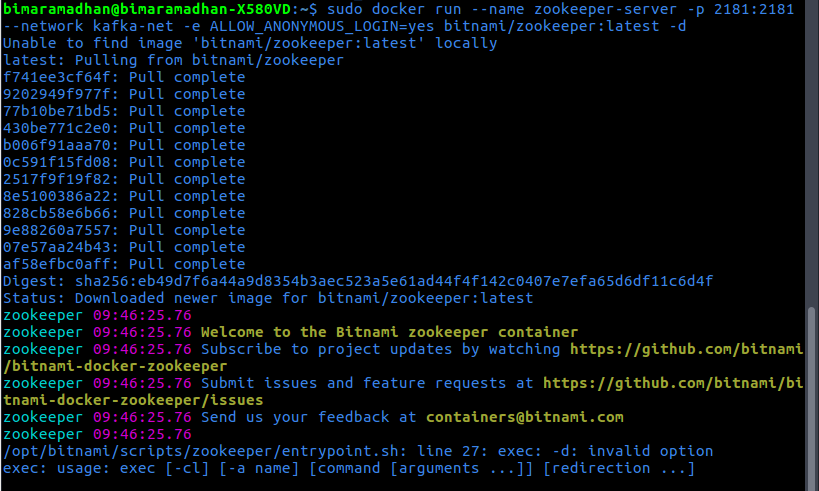 bimaramadhan@bimaramadhan-X580VD:~$ sudo docker run --name zookeeper-server -p 2181:2181
--network kafka-net -e ALLOW_ANONYMOUS_LOGIN=yes bitnami/zookeeper:latest -d
Unable to find image 'bitnami/zookeeper:latest' locally
latest: Pulling from bitnami/zookeeper
f741ee3cf64f: Pull complete
9202949f977f: Pull complete
77b10be71bd5: Pull complete
430be771c2e0: Pull complete
b006f91aaa70: Pull complete
0c591f15fd08: Pull complete
2517f9f19f82: Pull complete
8e5100386a22: Pull complete
828cb58e6b66: Pull complete
9e88260a7557: Pull complete
07e57aa24b43: Pull complete
af58efbc0aff: Pull complete
Digest: sha256:eb49d7f6a44a9d8354b3aec523a5e61ad44f4f142c0407e7efa65d6df11c6d4f
Status: Downloaded newer image for bitnami/zookeeper:latest
zookeeper 09:46:25.76
zookeeper 09:46:25.76 Welcome to the Bitnami zookeeper container
zookeeper 09:46:25.76 Subscribe to project updates by watching https://github.com/bitnami
/bitnami-docker-zookeeper
zookeeper 09:46:25.76 Submit issues and feature requests at https://github.com/bitnami/bi
tnami-docker-zookeeper/issues
zookeeper 09:46:25.76 Send us your feedback at containers@bitnami.com
zookeeper 09:46:25.76
/opt/bitnami/scripts/zookeeper/entrypoint.sh: line 27: exec: -d: invalid option
exec: usage: exec [-cl] [-a name] [command [arguments ...]] [redirection ...]